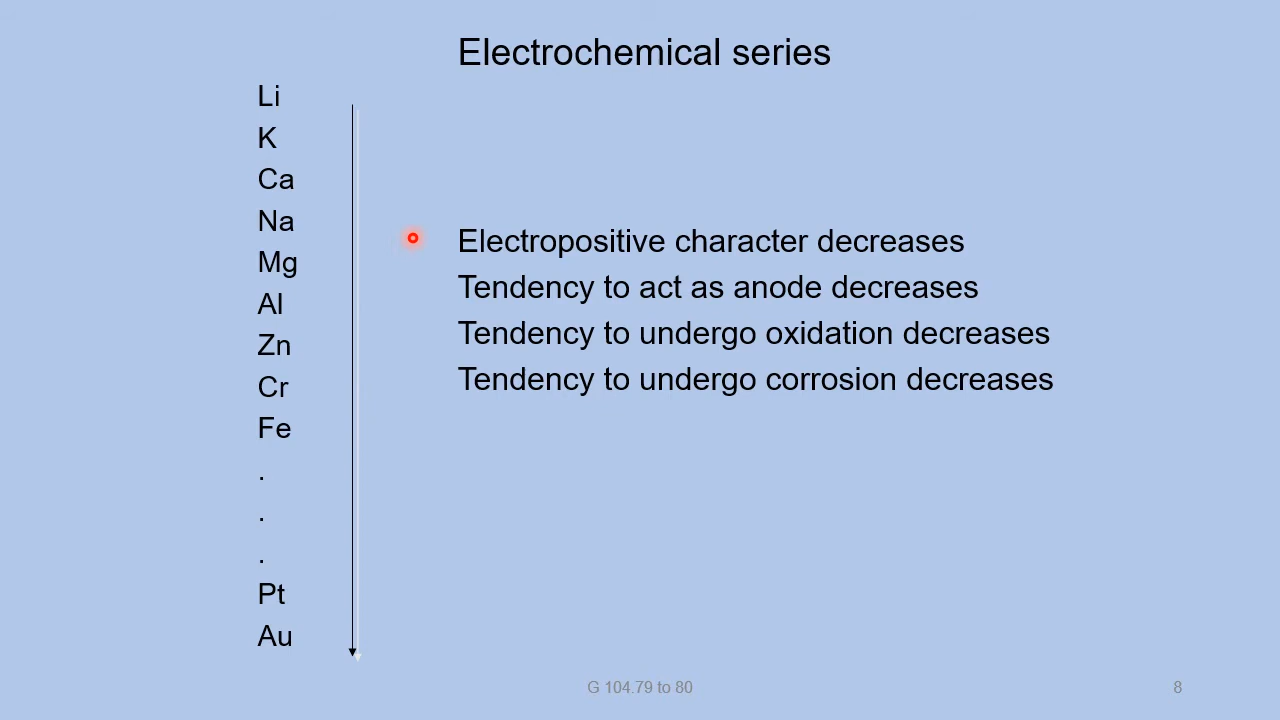 Electrochemical series
Li
K
Ca
Na
Mg
Al
Zn
Cr
Fe
.
.
.
Pt
Au
Electropositive character decreases
Tendency to act as anode decreases
Tendency to undergo oxidation decreases
Tendency to undergo corrosion decreases
G 104.79 to 80
8